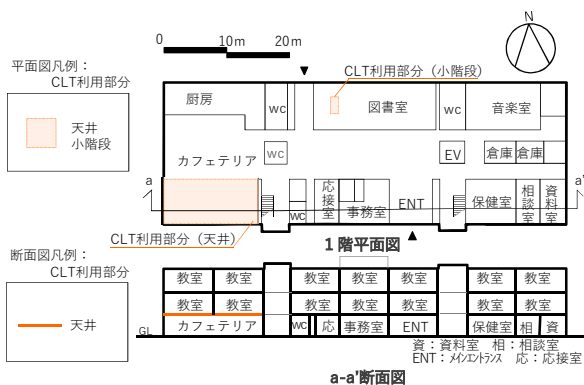 0 10m 20m
N
平面図凡例：
CLT利用部分
天井
小階段
CLT利用部分（小階段）
厨房
wc
図書室
wc
音楽室
カフェテリア
wc
EV
倉庫
倉庫
a
a'
応接室
wc
事務室
ENT
保健室
相談室
資料室
CLT利用部分（天井）
1階平面図
断面図凡例：
CLT利用部分
天井
教室 教室 教室 教室 教室 教室 教室
教室 教室 教室 教室 教室 教室 教室
GL
カフェテリア wc 応 事務室 ENT 保健室 相 資
資：資料室 相：相談室
ENT：メインエントランス 応：応接室
a-a'断面図